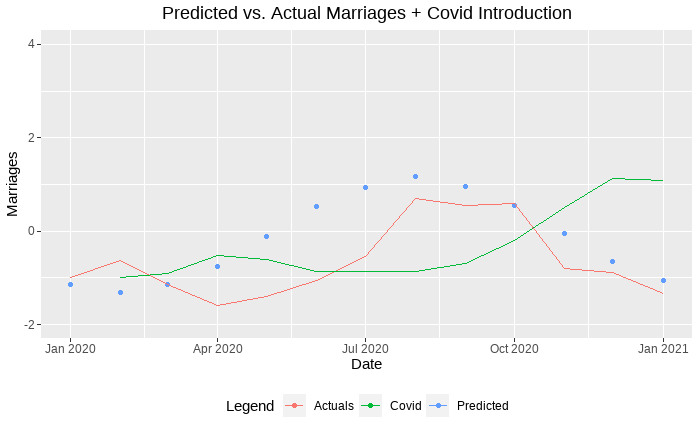 Predicted vs. Actual Marriages + Covid Introduction
4
2
0
-2
Marriages
Jan 2020 Apr 2020 Jul 2020 Oct 2020 Jan 2021
Date
Legend Actuals Covid Predicted